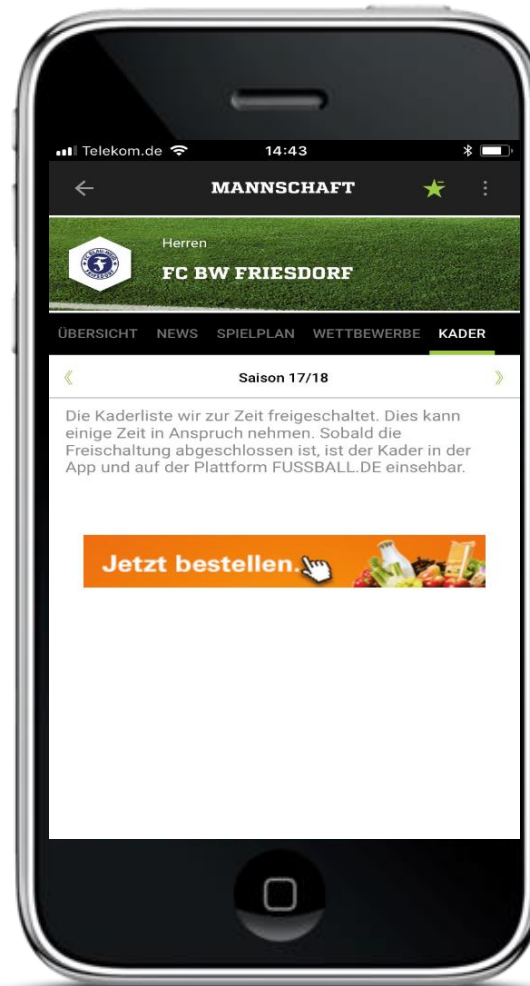 Telekom.de 14:43
MANNSCHAFT
Herren
FC BW FRIESDORF
ÜBERSICHT NEWS SPIELPLAN WETTBEWERBE KADER
Saison 17/18
Die Kaderliste wir zur Zeit freigeschaltet. Dies kann
einige Zeit in Anspruch nehmen. Sobald die
Freischaltung abgeschlossen ist, ist der Kader in der
App und auf der Plattform FUSSBALL.DE einsehbar.
Jetzt bestellen.